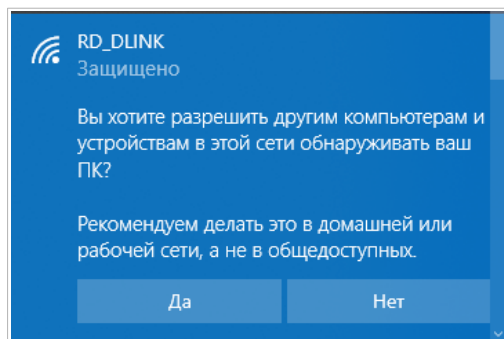 RD_DLINK
Защищено
Вы хотите разрешить другим компьютерам и
устройствам в этой сети обнаруживать ваш
ПК?
Рекомендуем делать это в домашней или
рабочей сети, а не в общедоступных.
Да Нет